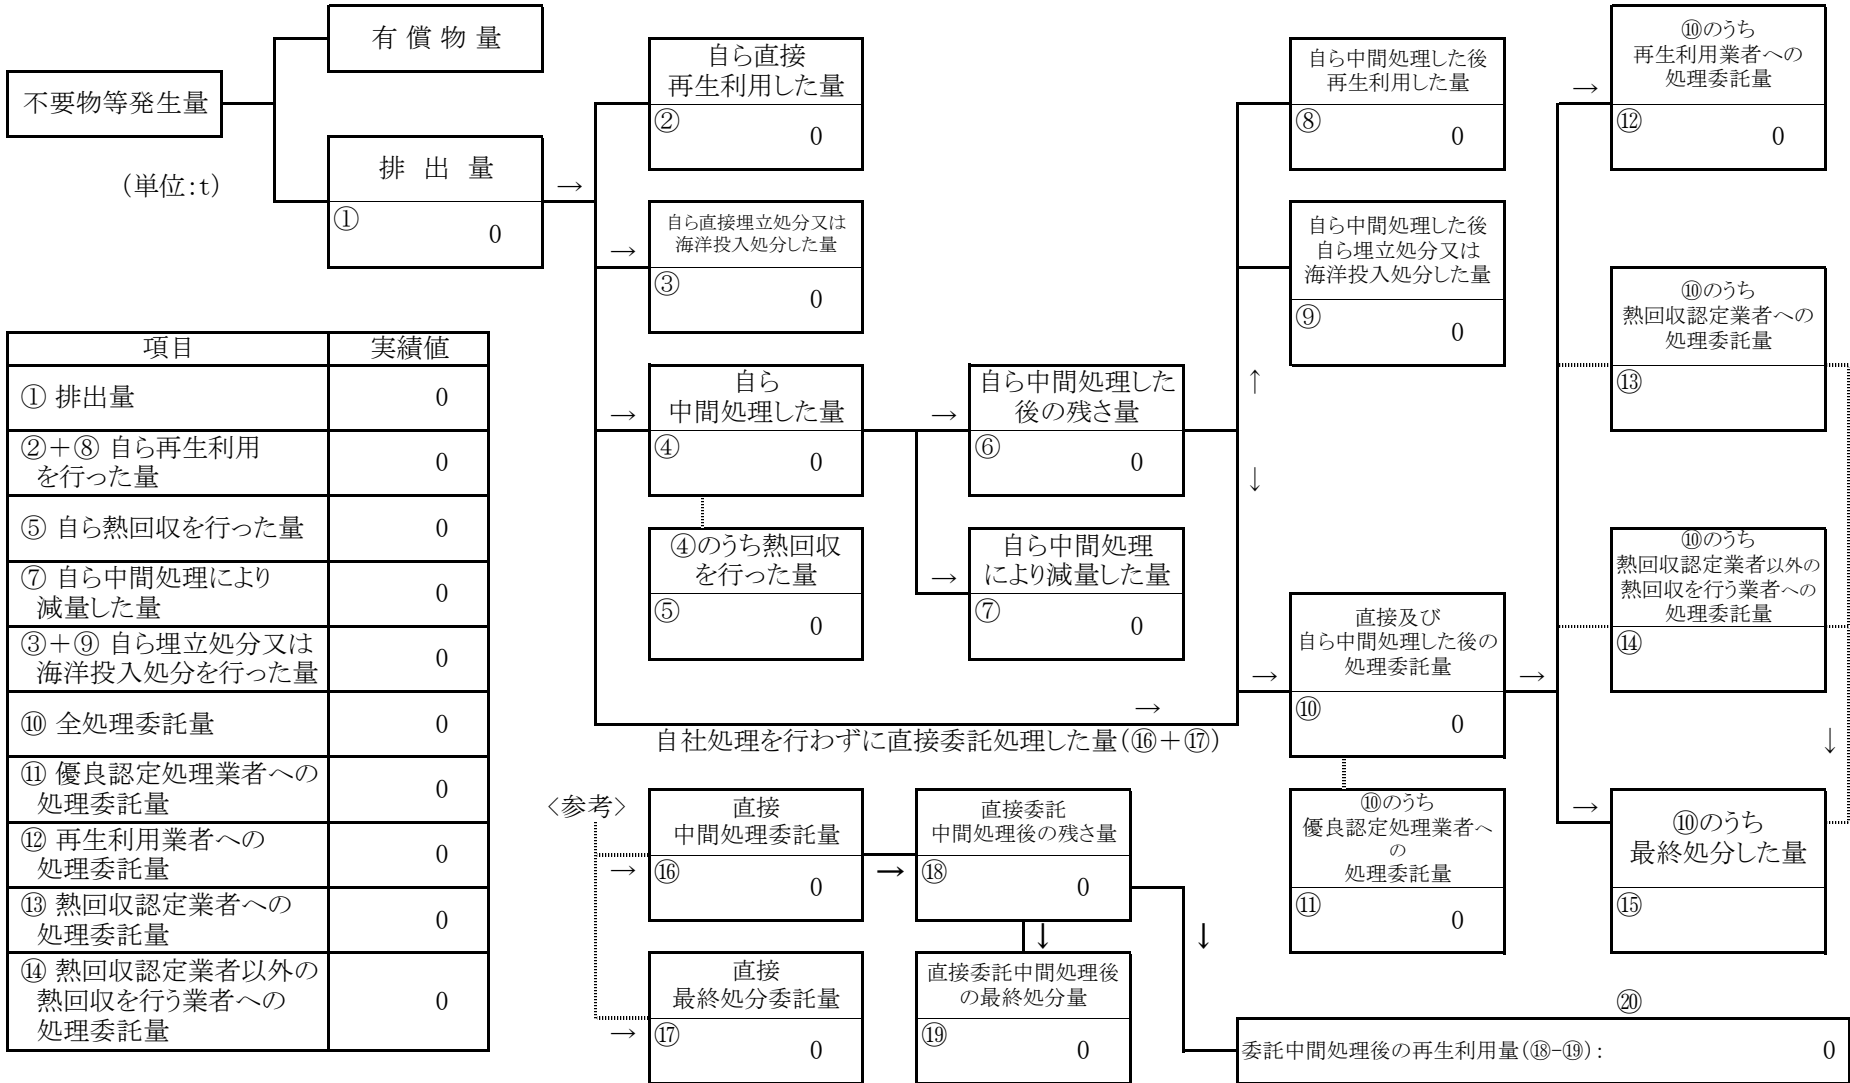 不要物等発生量
(単位:t)
有 償 物 量
排 出 量
①
0
→
自ら直接
再生利用した量
②
0
→
自ら直接埋立処分又は
海洋投入処分した量
③
0
→
自ら
中間処理した量
④
0
④のうち熱回収
を行った量
⑤
0
→
自ら中間処理した
後の残さ量
⑥
0
→
自ら中間処理
により減量した量
⑦
0
→
自社処理を行わずに直接委託処理した量(⑯+⑰)
↑
↓
自ら中間処理した後
再生利用した量
⑧
0
自ら中間処理した後
自ら埋立処分又は
海洋投入処分した量
⑨
0
→
直接及び
自ら中間処理した後の
処理委託量
⑩
0
→
⑩のうち
優良認定処理業者へ
の
処理委託量
⑪
0
→
⑩のうち
再生利用業者への
処理委託量
⑫
0
⑩のうち
熱回収認定業者への
処理委託量
⑬
⑩のうち
熱回収認定業者以外の
熱回収を行う業者への
処理委託量
⑭
↓
→
⑩のうち
最終処分した量
⑮
項目 実績値
① 排出量 0
②+⑧ 自ら再生利用
を行った量 0
⑤ 自ら熱回収を行った量 0
⑦ 自ら中間処理により
減量した量 0
③+⑨ 自ら埋立処分又は
海洋投入処分を行った量 0
⑩ 全処理委託量 0
⑪ 優良認定処理業者への
処理委託量 0
⑫ 再生利用業者への
処理委託量 0
⑬ 熱回収認定業者への
処理委託量 0
⑭ 熱回収認定業者以外の
熱回収を行う業者への
処理委託量 0
〈参考〉
→
直接
中間処理委託量
⑯
0
→
直接委託
中間処理後の残さ量
⑱
0
↓
↓
→
直接
最終処分委託量
⑰
0
直接委託中間処理後
の最終処分量
⑲
0
⑳
委託中間処理後の再生利用量(⑱-⑲): 0